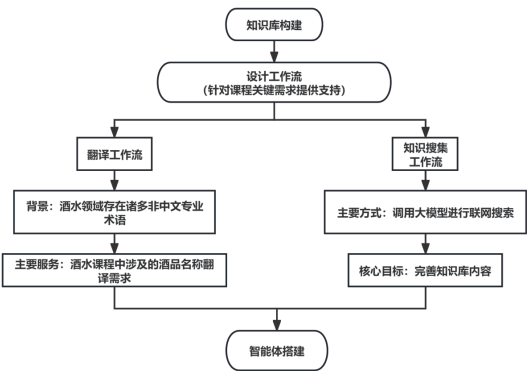 知识库构建
设计工作流
（针对课程关键需求提供支持）
翻译工作流
知识搜集
工作流
背景：酒水领域存在诸多非中文专业
术语
主要方式：调用大模型进行联网搜索
主要服务：酒水课程中涉及的酒品名称翻
译需求
核心目标：完善知识库内容
智能体搭建